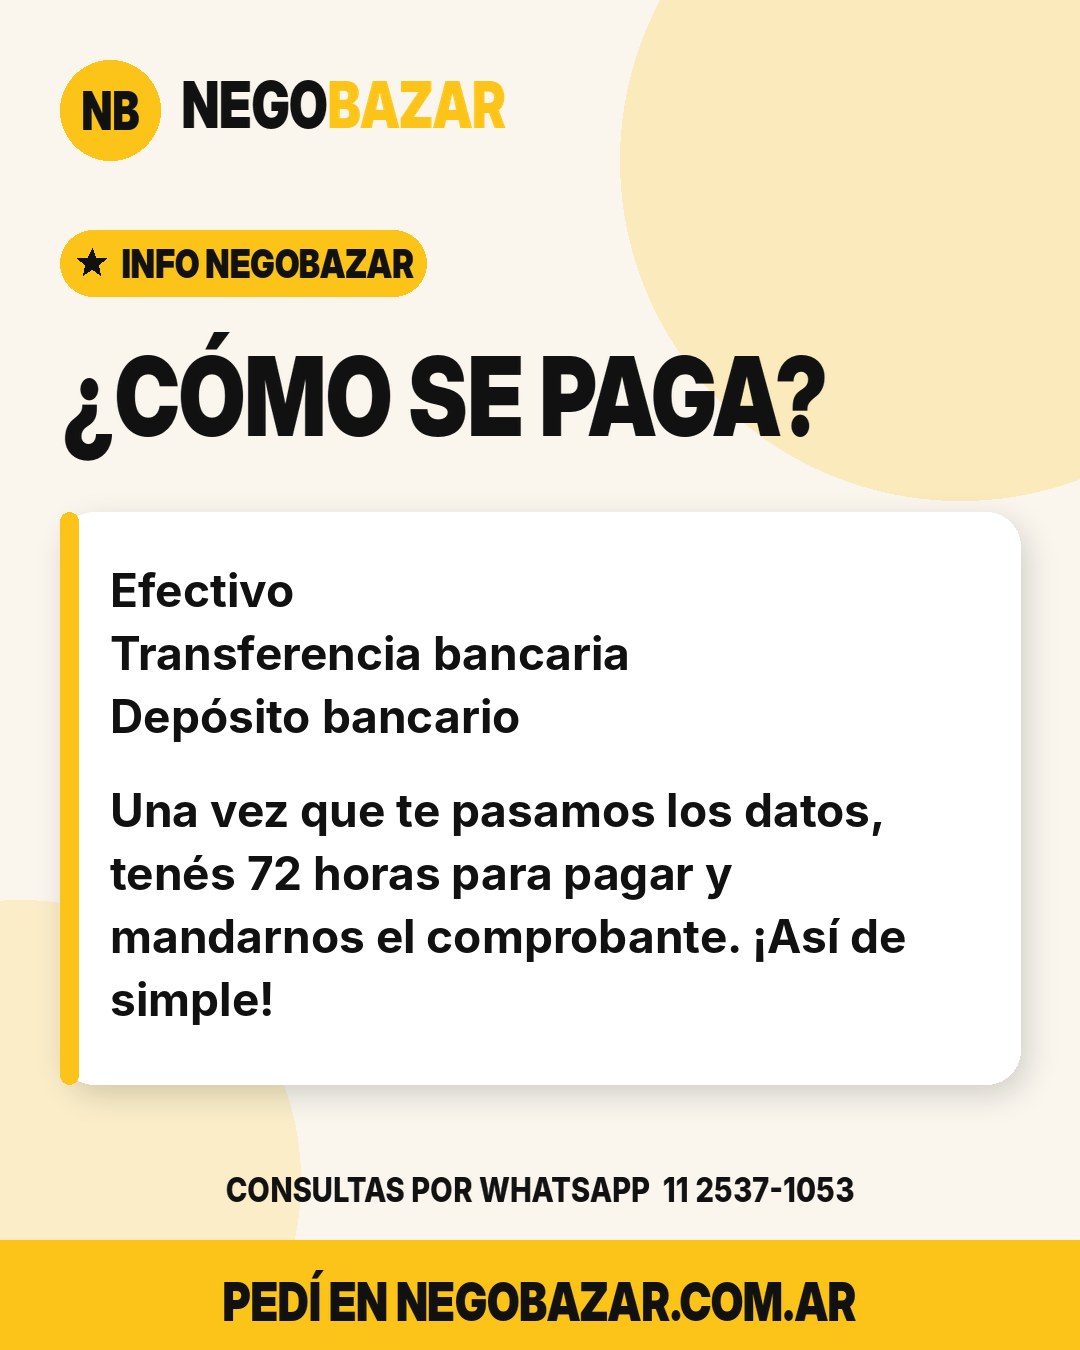 NB
NEGOBAZAR
★ INFO NEGOBAZAR
¿CÓMO SE PAGA?
Efectivo
Transferencia bancaria
Depósito bancario
Una vez que te pasamos los datos,
tenés 72 horas para pagar y
mandarnos el comprobante. ¡Así de
simple!
CONSULTAS POR WHATSAPP 11 2537-1053
PEDÍ EN NEGOBAZAR.COM.AR